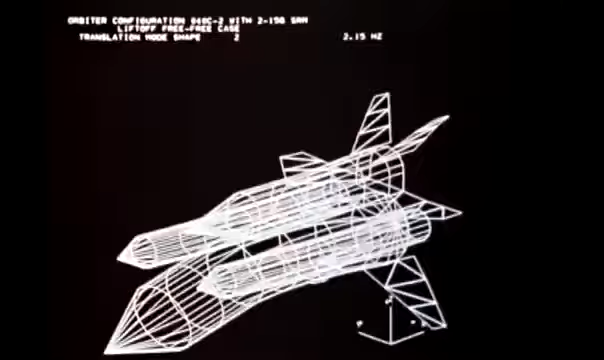 ORBITER CONFIGURATION 040C-2 WITH 2-156 SRM
LIFTOFF FREE-FREE CASE
TRANSLATION MODE SHAPE 2 2.15 HZ